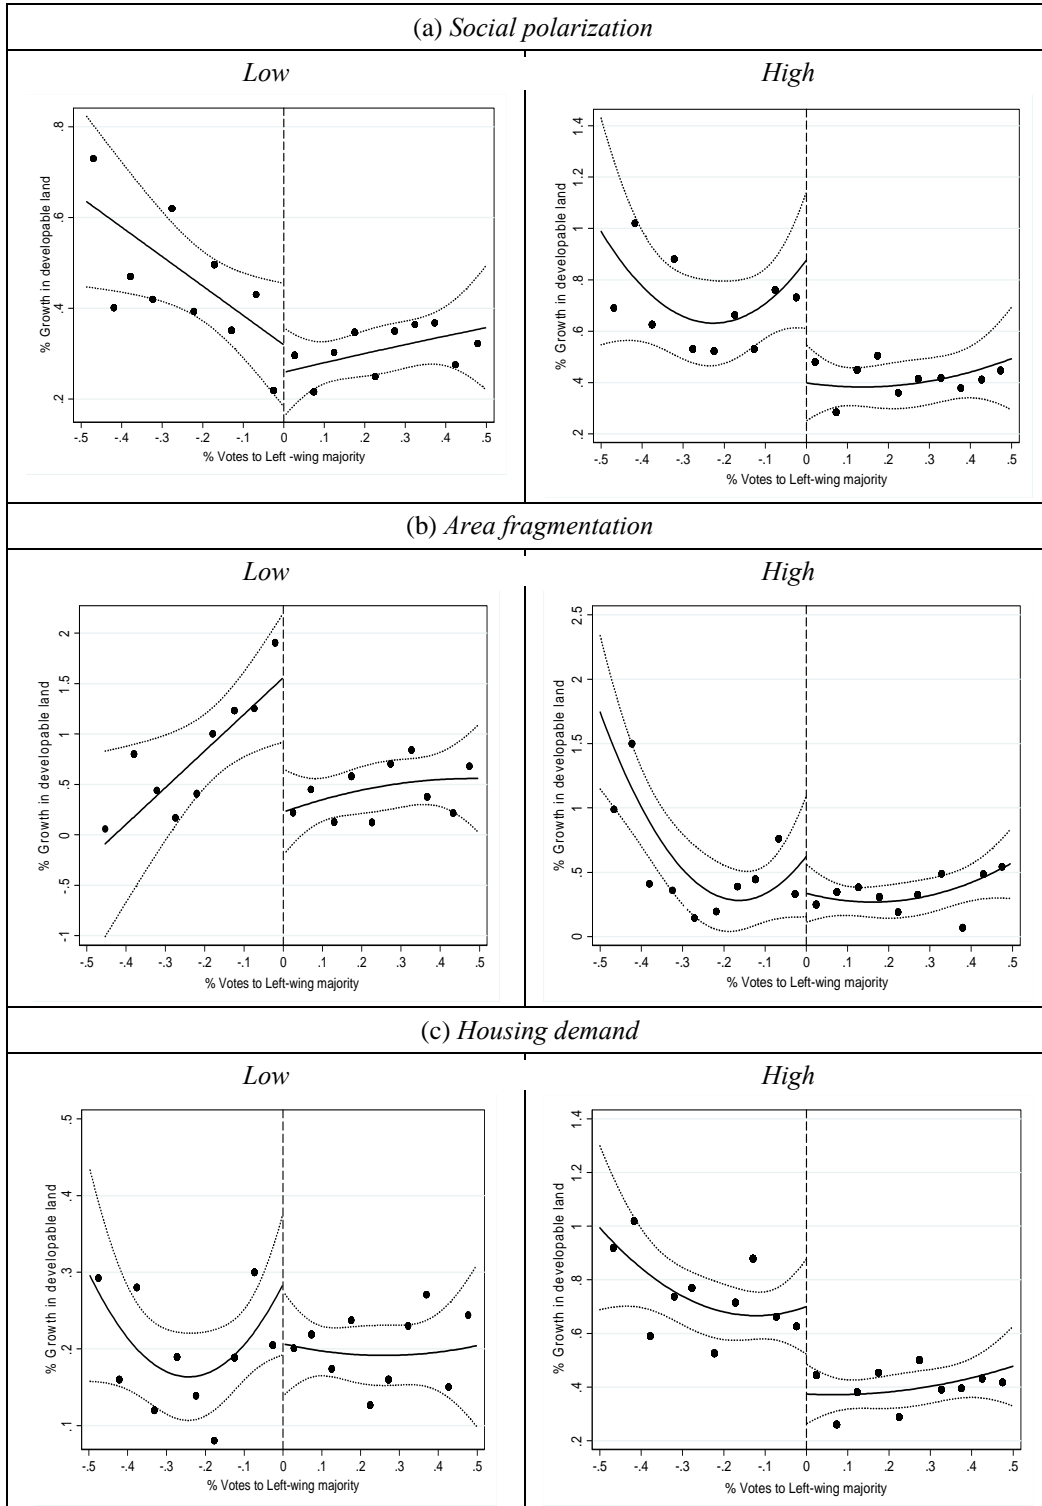 (a) Social polarization
Low
High
% Growth in developable land
.8
.6
.4
.2
-.5 -.4 -.3 -.2 -.1 0 .1 .2 .3 .4 .5
% Votes to Left -wing majority
% Growth in developable land
1.4
1.2
1
.8
.6
.4
.2
-.5 -.4 -.3 -.2 -.1 0 .1 .2 .3 .4 .5
% Votes to Left-wing majority
(b) Area fragmentation
Low
High
% Growth in developable land
2
1.5
1
.5
0
-.5
-1
-.5 -.4 -.3 -.2 -.1 0 .1 .2 .3 .4 .5
% Votes to Left-wing majority
% Growth in developable land
2.5
2
1.5
1
.5
0
-.5 -.4 -.3 -.2 -.1 0 .1 .2 .3 .4 .5
% Votes to Left-wing majority
(c) Housing demand
Low
High
% Growth in developable land
.5
.4
.3
.2
.1
-.5 -.4 -.3 -.2 -.1 0 .1 .2 .3 .4 .5
% Votes to Left-wing majority
% Growth in developable land
1.4
1.2
1
.8
.6
.4
.2
-.5 -.4 -.3 -.2 -.1 0 .1 .2 .3 .4 .5
% Votes to Left-wing majority